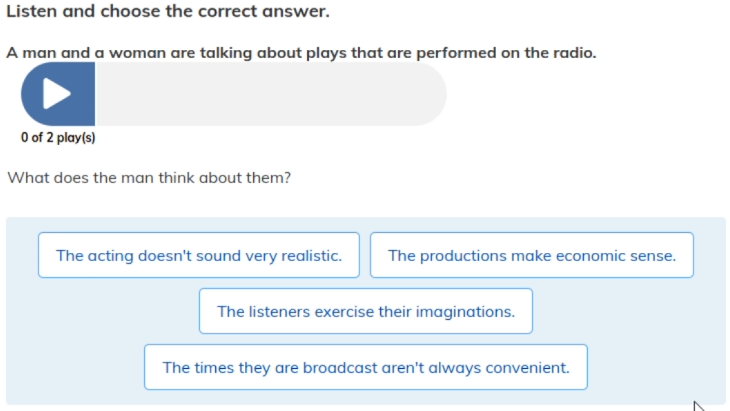 Listen and choose the correct answer.
A man and a woman are talking about plays that are performed on the radio.
0 of 2 play(s)
What does the man think about them?
The acting doesn't sound very realistic.
The productions make economic sense.
The listeners exercise their imaginations.
The times they are broadcast aren't always convenient.